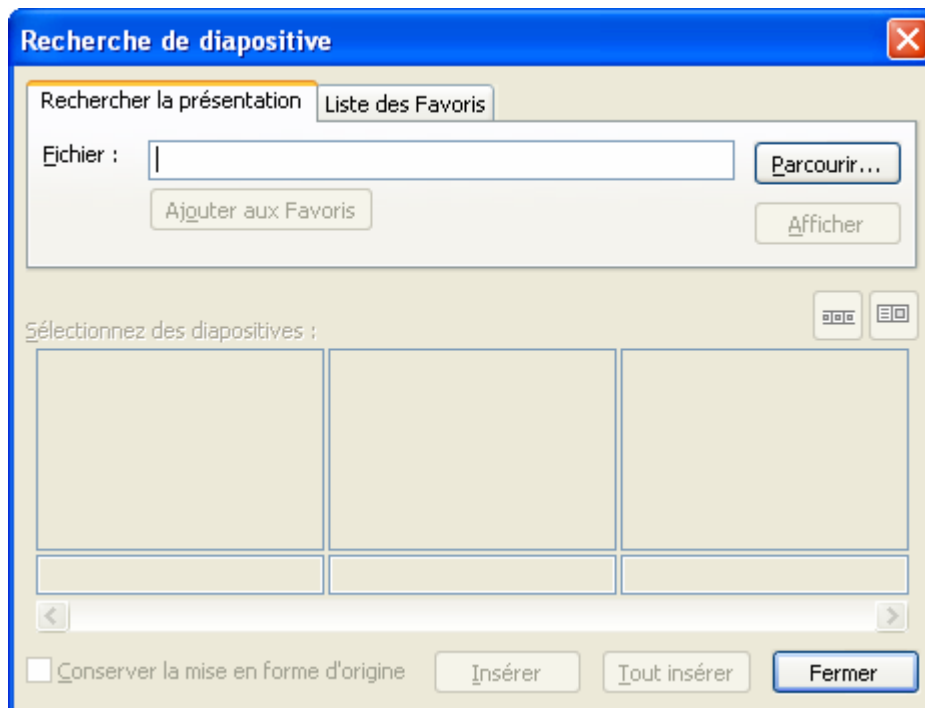 Recherche de diapositive
Rechercher la présentation
Liste des Favoris
Fichier :
Parcourir...
Ajouter aux Favoris
Afficher
Sélectionnez des diapositives :
Conserver la mise en forme d'origine
Insérer
Tout insérer
Fermer